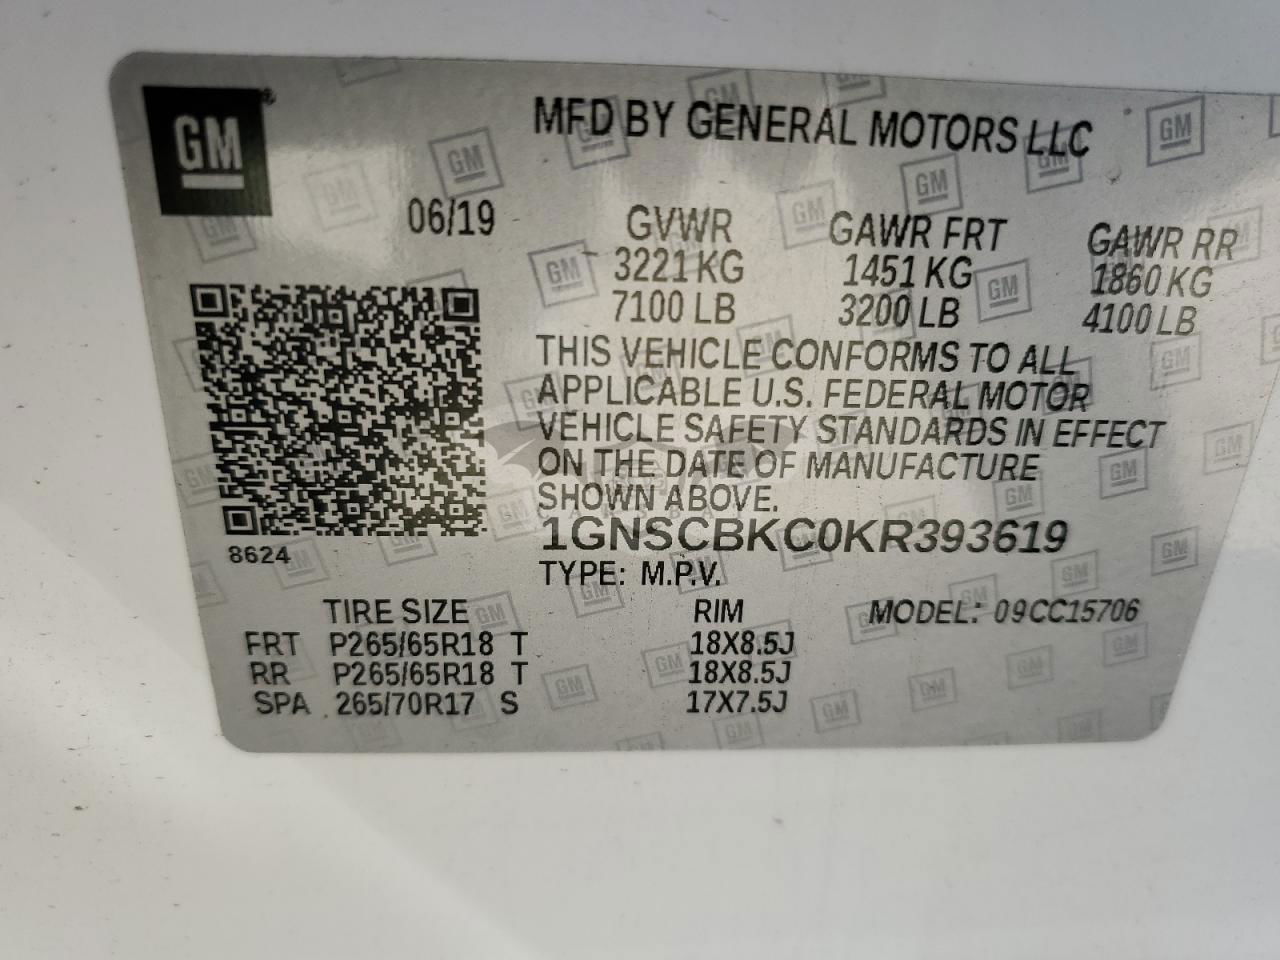 GM
MFD BY GENERAL MOTORS LLC
06/19 GVWR GAWR FRT GAWR RR
3221 KG 1451 KG 1860 KG
7100 LB 3200 LB 4100 LB
THIS VEHICLE CONFORMS TO ALL
APPLICABLE U.S. FEDERAL MOTOR
VEHICLE SAFETY STANDARDS IN EFFECT
ON THE DATE OF MANUFACTURE
SHOWN ABOVE.
1GNSCBKC0KR393619
8624
TYPE: M.P.V.
TIRE SIZE RIM MODEL: 09CC15706
FRT P265/65R18 T 18X8.5J
RR P265/65R18 T 18X8.5J
SPA 265/70R17 S 17X7.5J